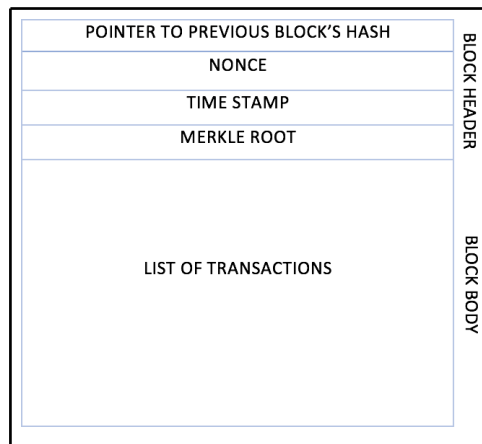 POINTER TO PREVIOUS BLOCK'S HASH
NONCE
TIME STAMP
MERKLE ROOT
BLOCK HEADER
LIST OF TRANSACTIONS
BLOCK BODY